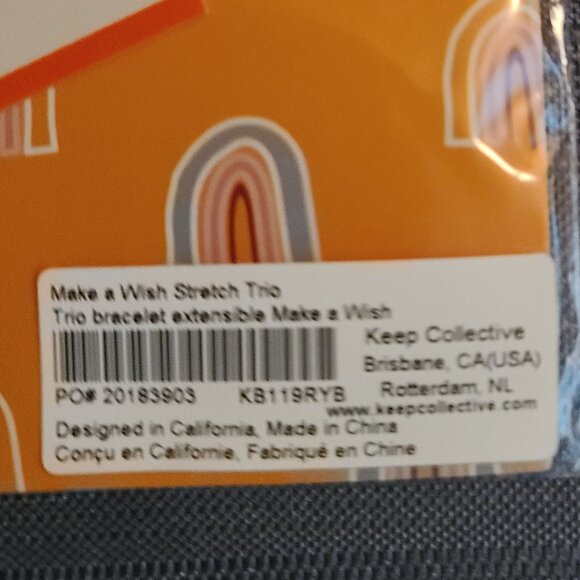 Make a Wish Stretch Trio
Trio bracelet extensible Make a Wish
Keep Collective
Brisbane, CA(USA)
Rotterdam, NL
PO# 20183903 KB119RYB
www.keepcollective.com
Designed in California, Made in China
Conçu en Californie, Fabriqué en Chine